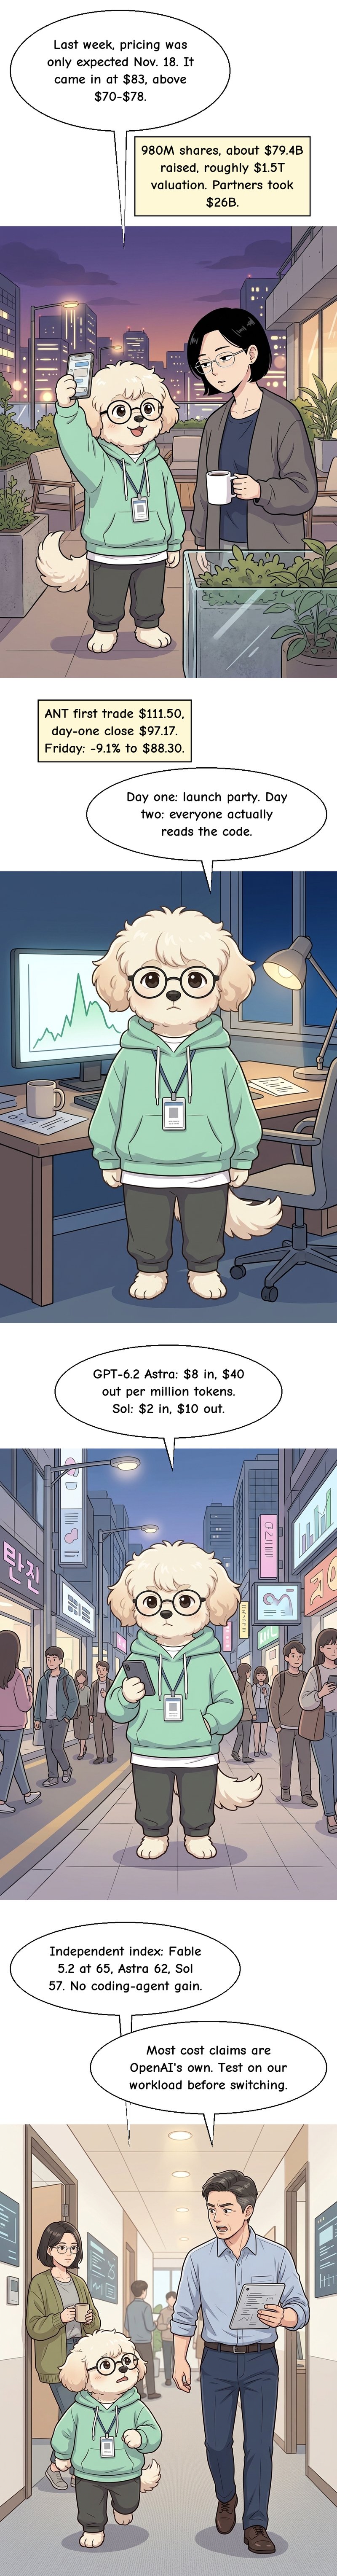 Last week, pricing was
only expected Nov. 18. It
came in at $83, above
$70-$78.
980M shares, about $79.4B
raised, roughly $1.5T
valuation. Partners took
$26B.
ANT first trade $111.50,
day-one close $97.17.
Friday: -9.1% to $88.30.
Day one: launch party. Day
two: everyone actually
reads the code.
GPT-6.2 Astra: $8 in, $40
out per million tokens.
Sol: $2 in, $10 out.
반진
Independent index: Fable
5.2 at 65, Astra 62, Sol
57. No coding-agent gain.
Most cost claims are
OpenAI's own. Test on our
workload before switching.